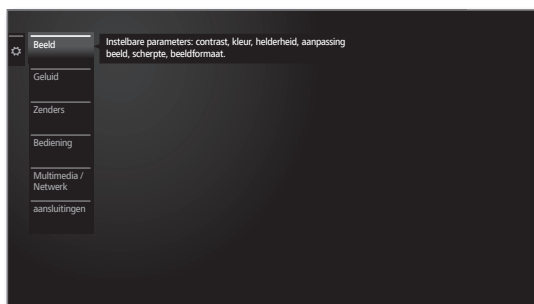 Beeld
Instelbare parameters: contrast, kleur, helderheid, aanpassing
beeld, scherpte, beeldformaat.
Geluid
Zenders
Bediening
Multimedia /
Netwerk
aansluitingen